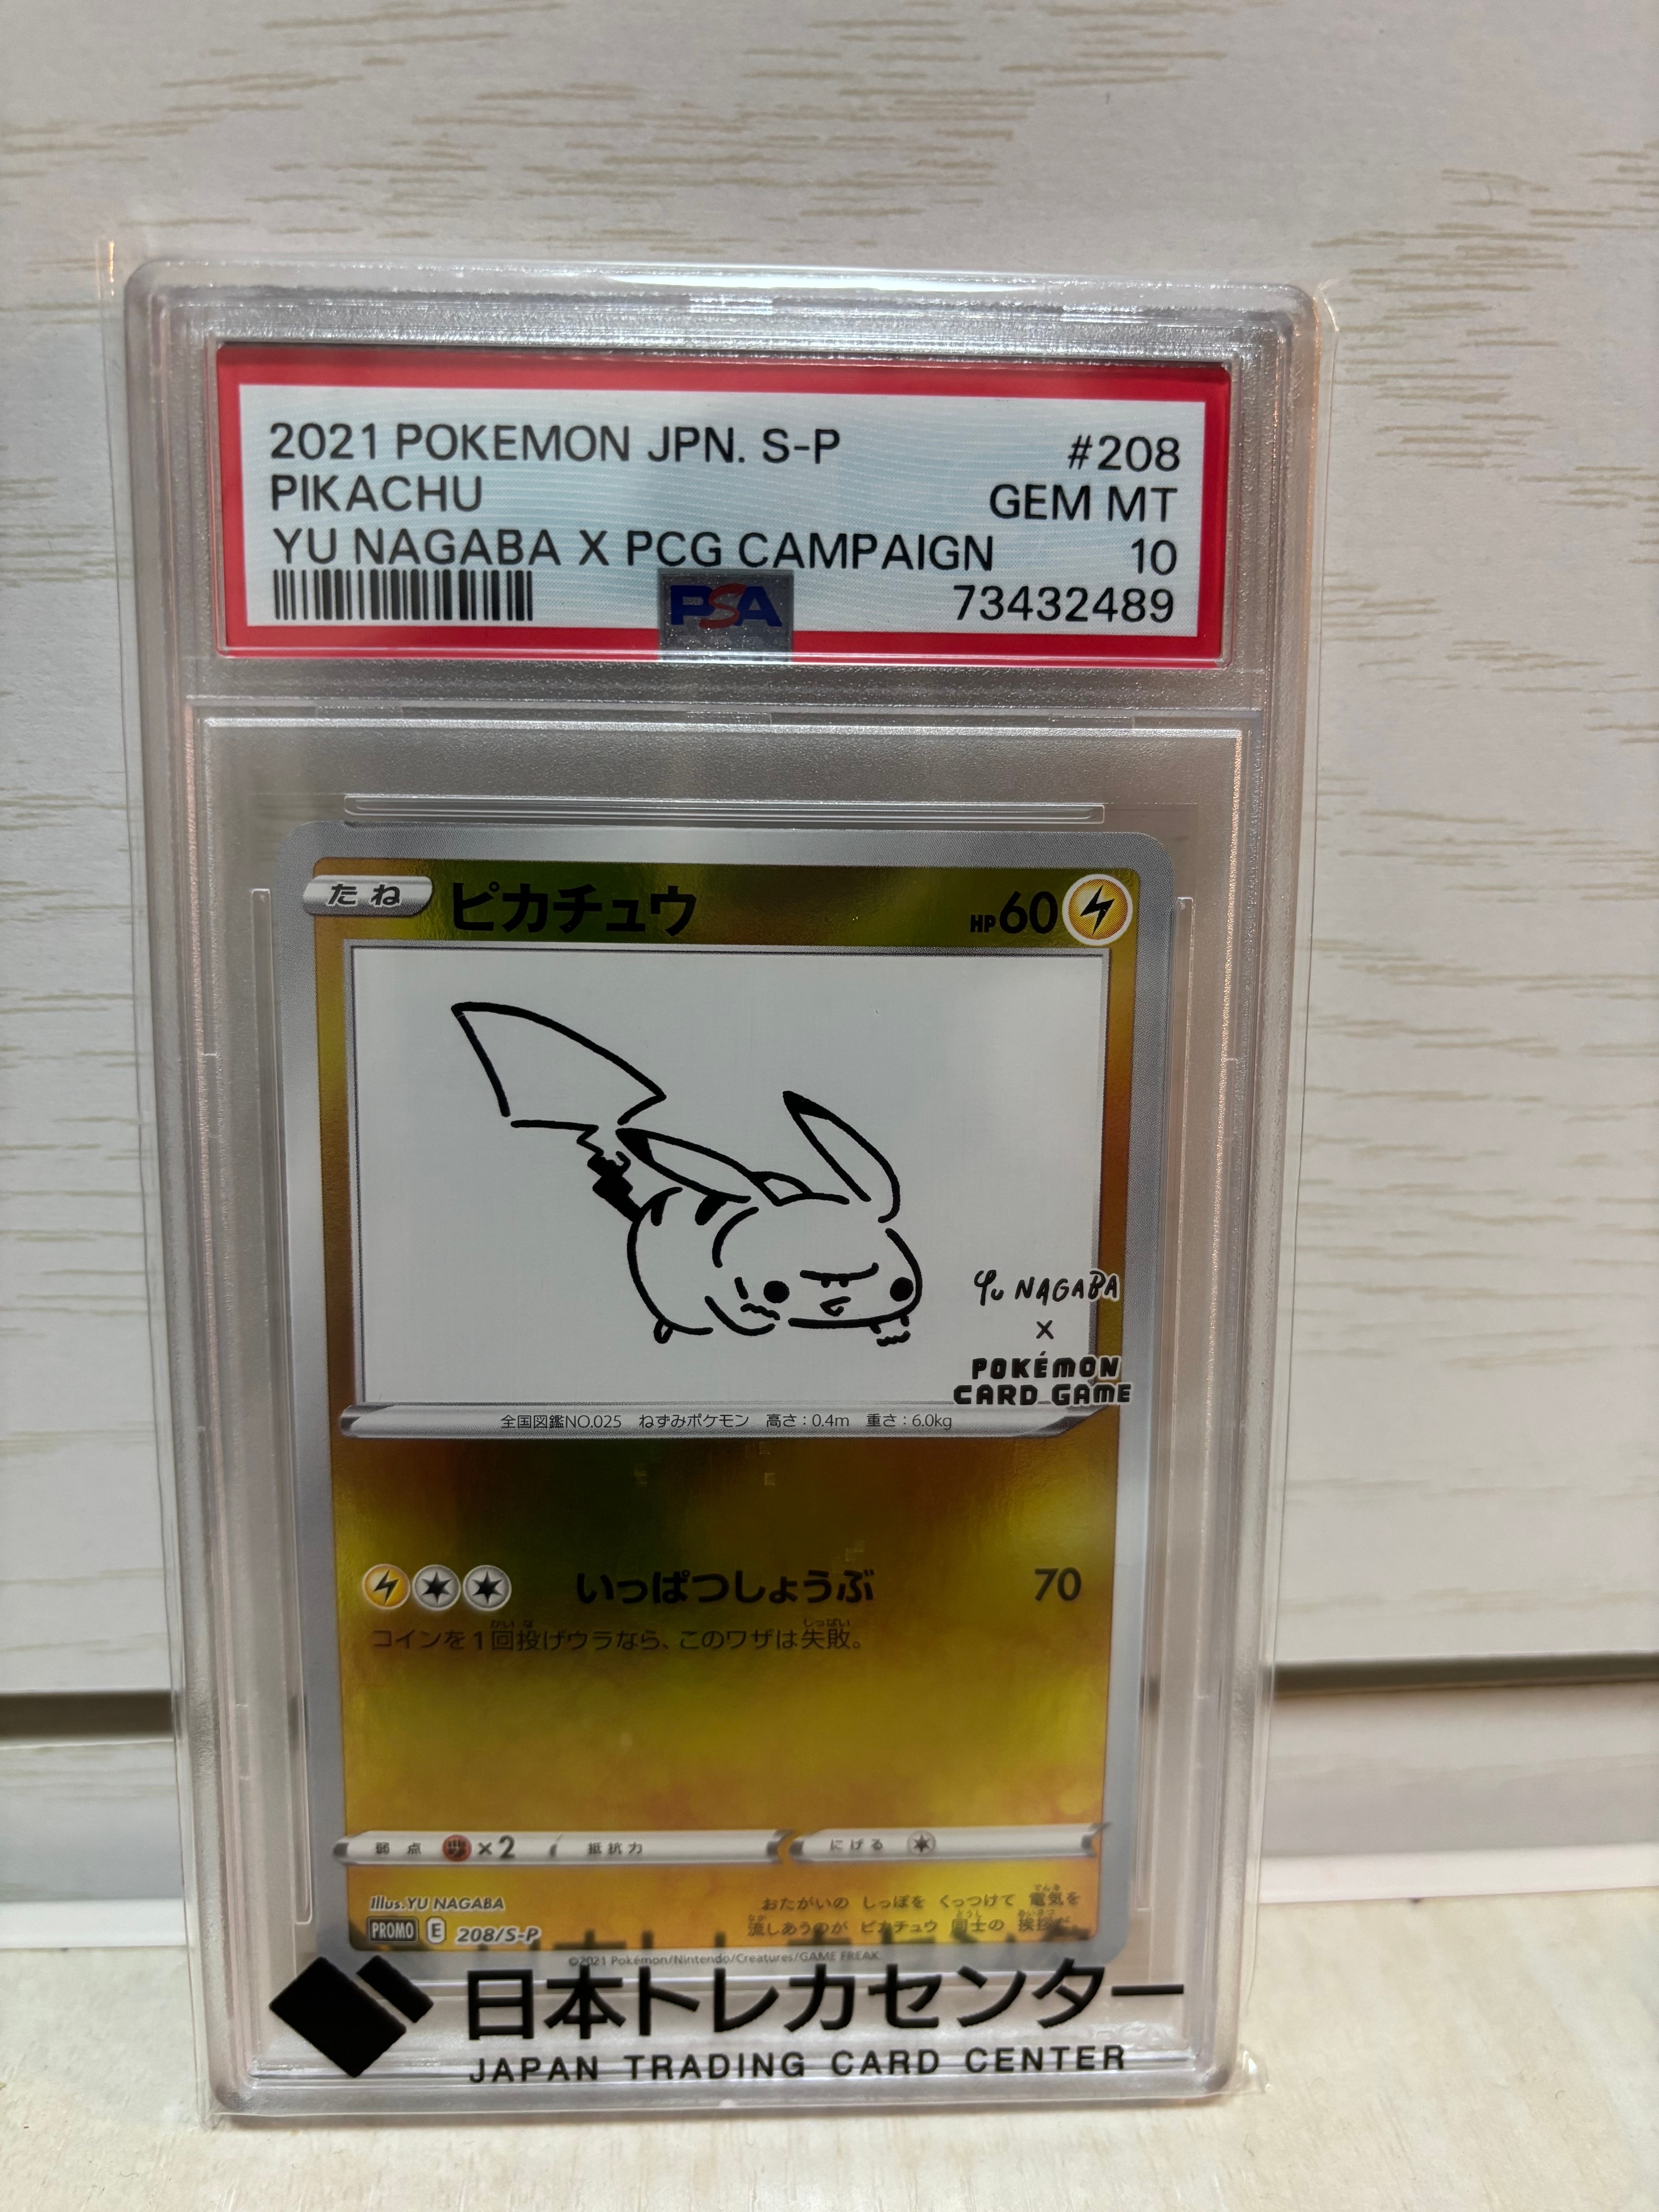 2021 POKEMON JPN. S-P #208
PIKACHU GEM MT
YU NAGABA X PCG CAMPAIGN 10
PSA 73432489
たね ピカチュウ HP 60
Yu NAGABA
X
POKÉMON
CARD GAME
全国図鑑NO.025 ねずみポケモン 高さ:0.4m 重さ:6.0kg
いっぱつしょうぶ 70
コインを1回投げウラなら、このワザは失敗。
弱点 ×2 抵抗力 にげる
Illus. YU NAGABA
おたがいの しっぽを くっつけて 電気を
流しあうのが ピカチュウ 同士の 挨拶だ。
PROMO E 208/S-P
©2021 Pokémon/Nintendo/Creatures/GAME FREAK
日本トレカセンター
JAPAN TRADING CARD CENTER